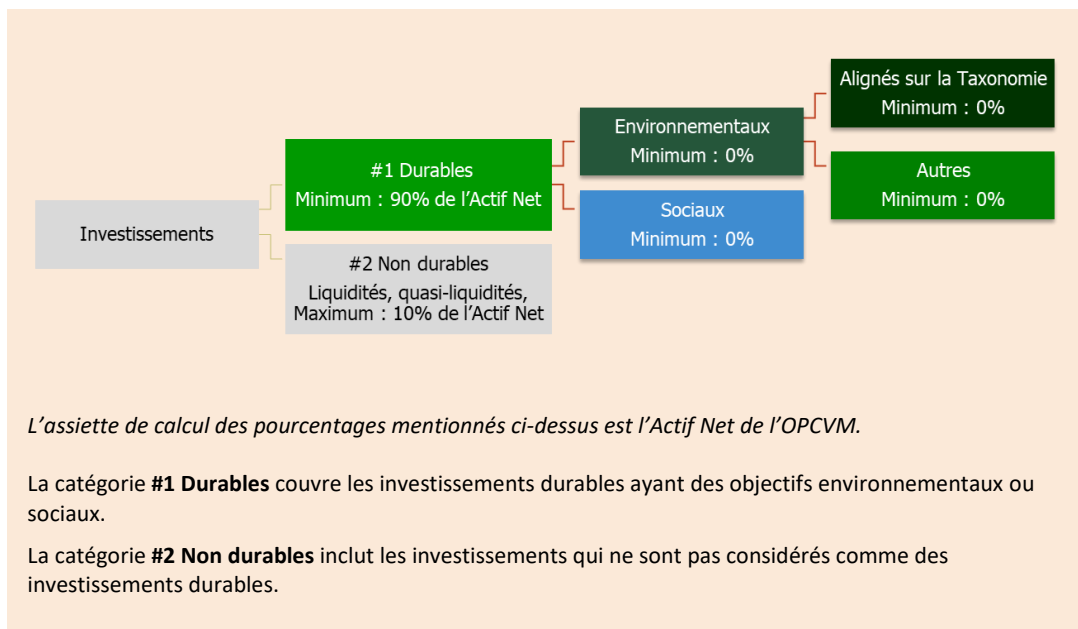 Investissements
#1 Durables
Minimum : 90% de l’Actif Net
#2 Non durables
Liquidités, quasi-liquidités,
Maximum : 10% de l’Actif Net
Environnementaux
Minimum : 0%
Sociaux
Minimum : 0%
Alignés sur la Taxonomie
Minimum : 0%
Autres
Minimum : 0%
L’assiette de calcul des pourcentages mentionnés ci-dessus est l’Actif Net de l’OPCVM.
La catégorie #1 Durables couvre les investissements durables ayant des objectifs environnementaux ou
sociaux.
La catégorie #2 Non durables inclut les investissements qui ne sont pas considérés comme des
investissements durables.